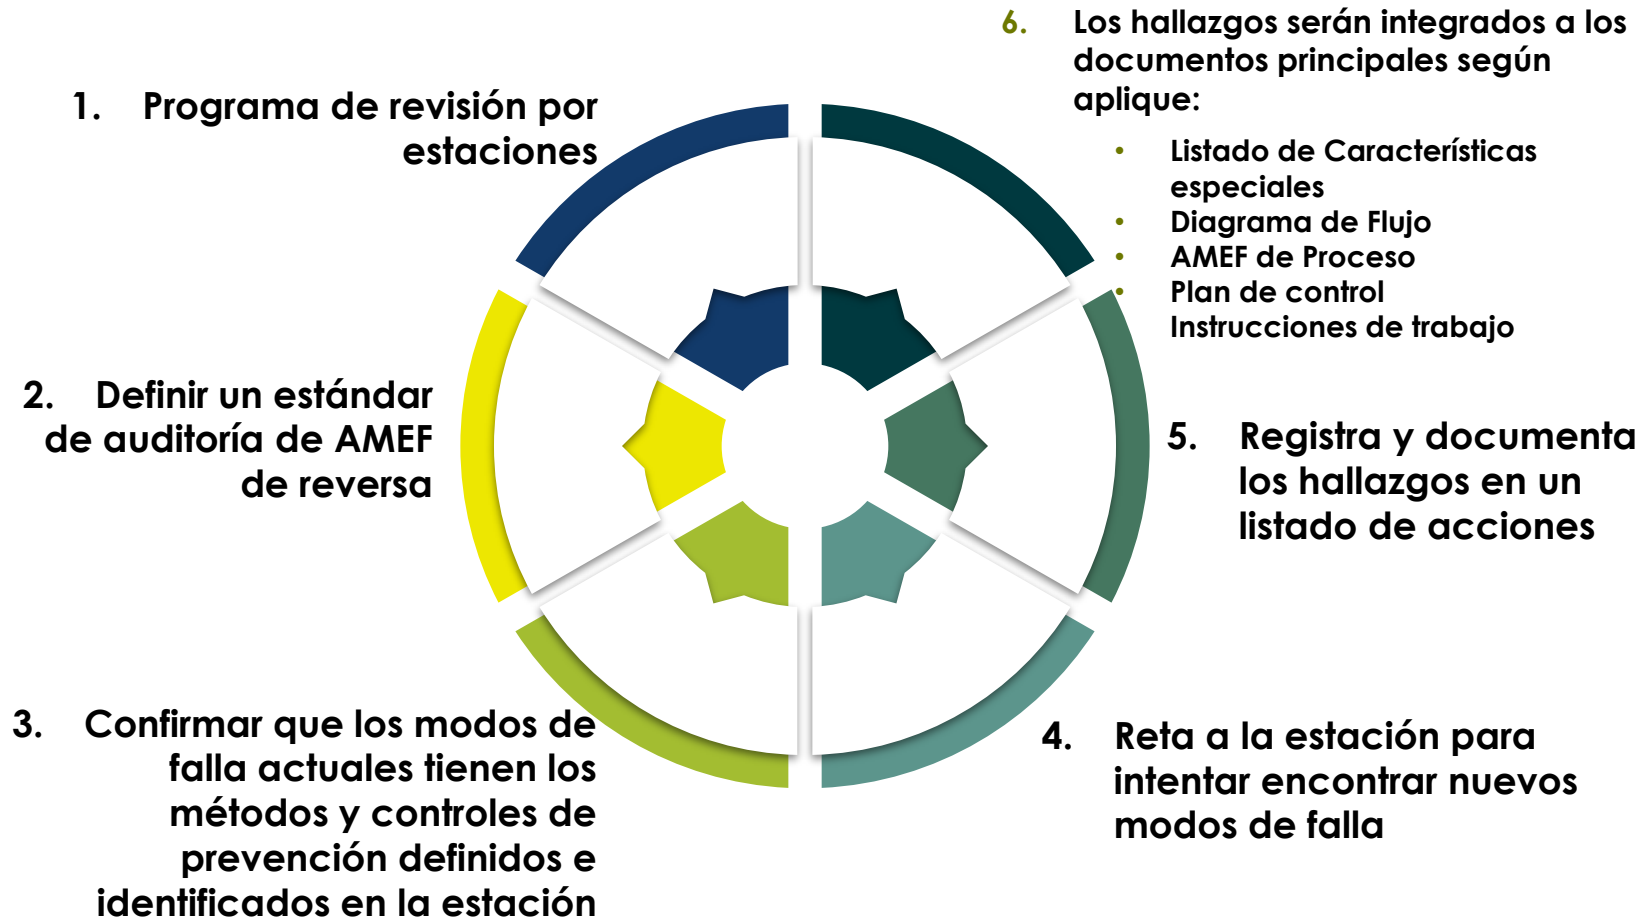 1. Programa de revisión por
estaciones
2. Definir un estándar
de auditoría de AMEF
de reversa
3. Confirmar que los modos de
falla actuales tienen los
métodos y controles de
prevención definidos e
identificados en la estación
4. Reta a la estación para
intentar encontrar nuevos
modos de falla
5. Registra y documenta
los hallazgos en un
listado de acciones
6. Los hallazgos serán integrados a los
documentos principales según
aplique:
• Listado de Características
especiales
• Diagrama de Flujo
• AMEF de Proceso
• Plan de control
Instrucciones de trabajo